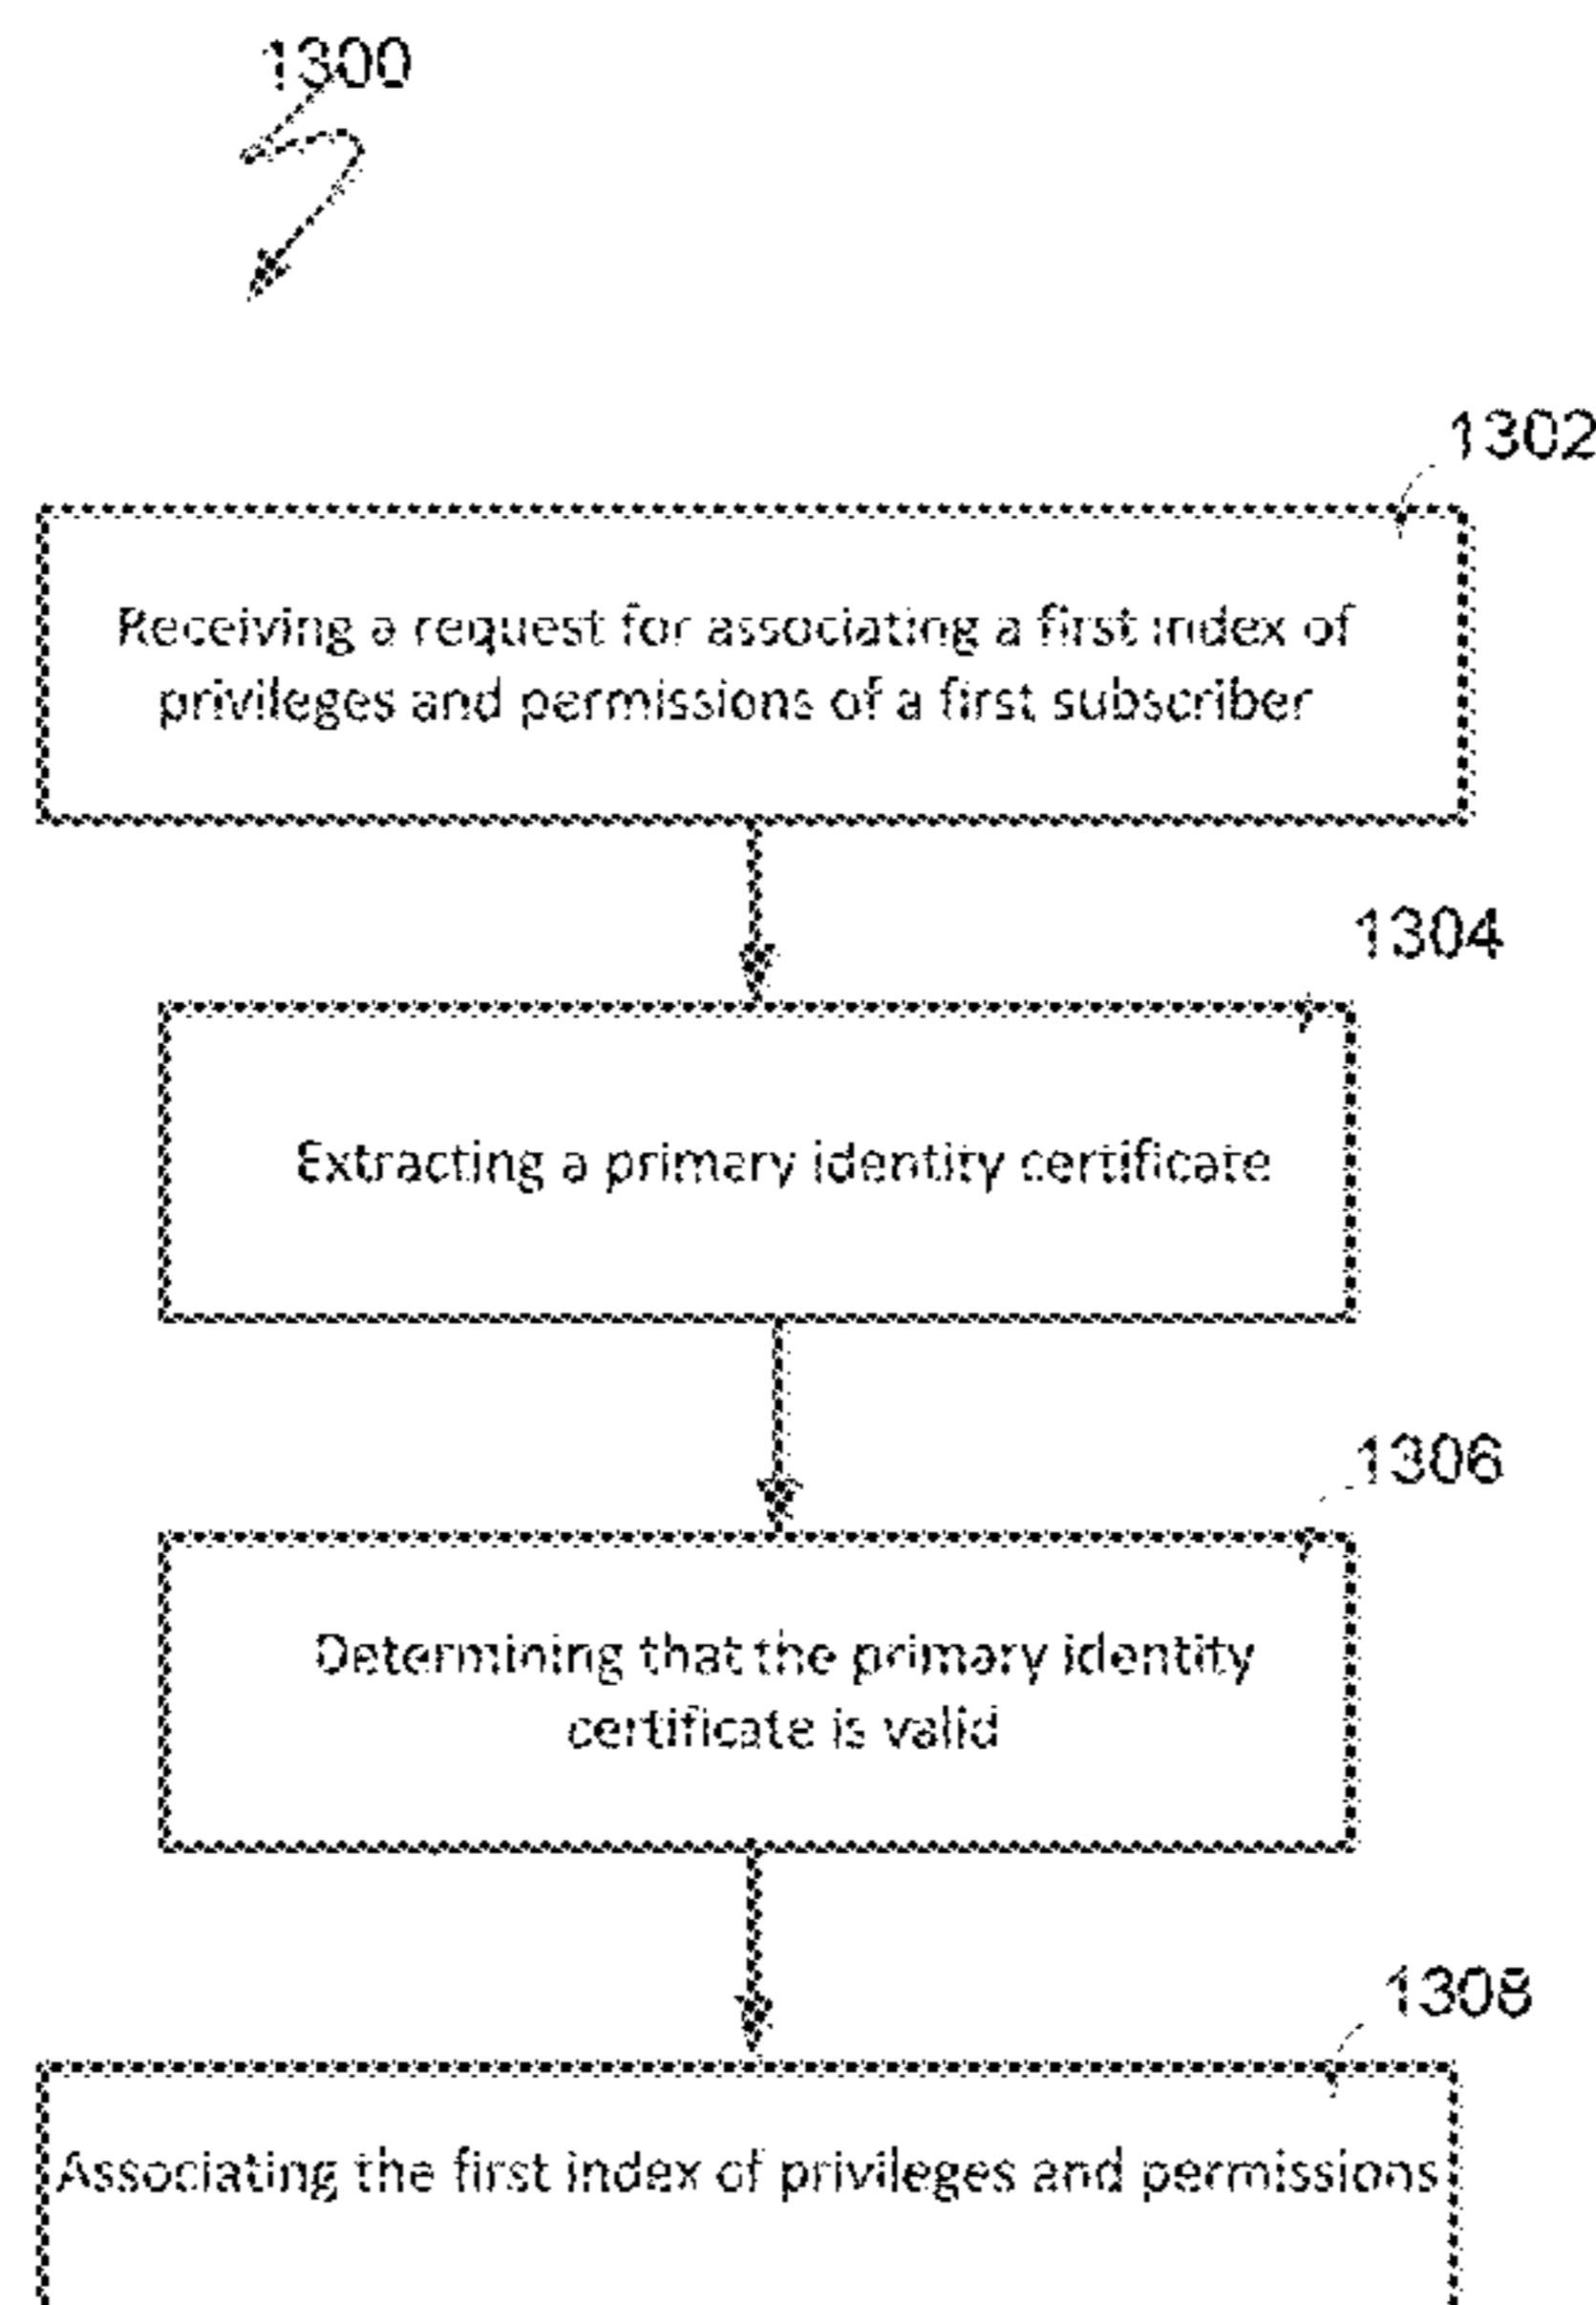 1300
1302
Receiving a request for associating a first index of
privileges and permissions of a first subscriber
1304
Extracting a primary identity certificate
1306
Determining that the primary identity
certificate is valid
1308
Associating the first index of privileges and permissions